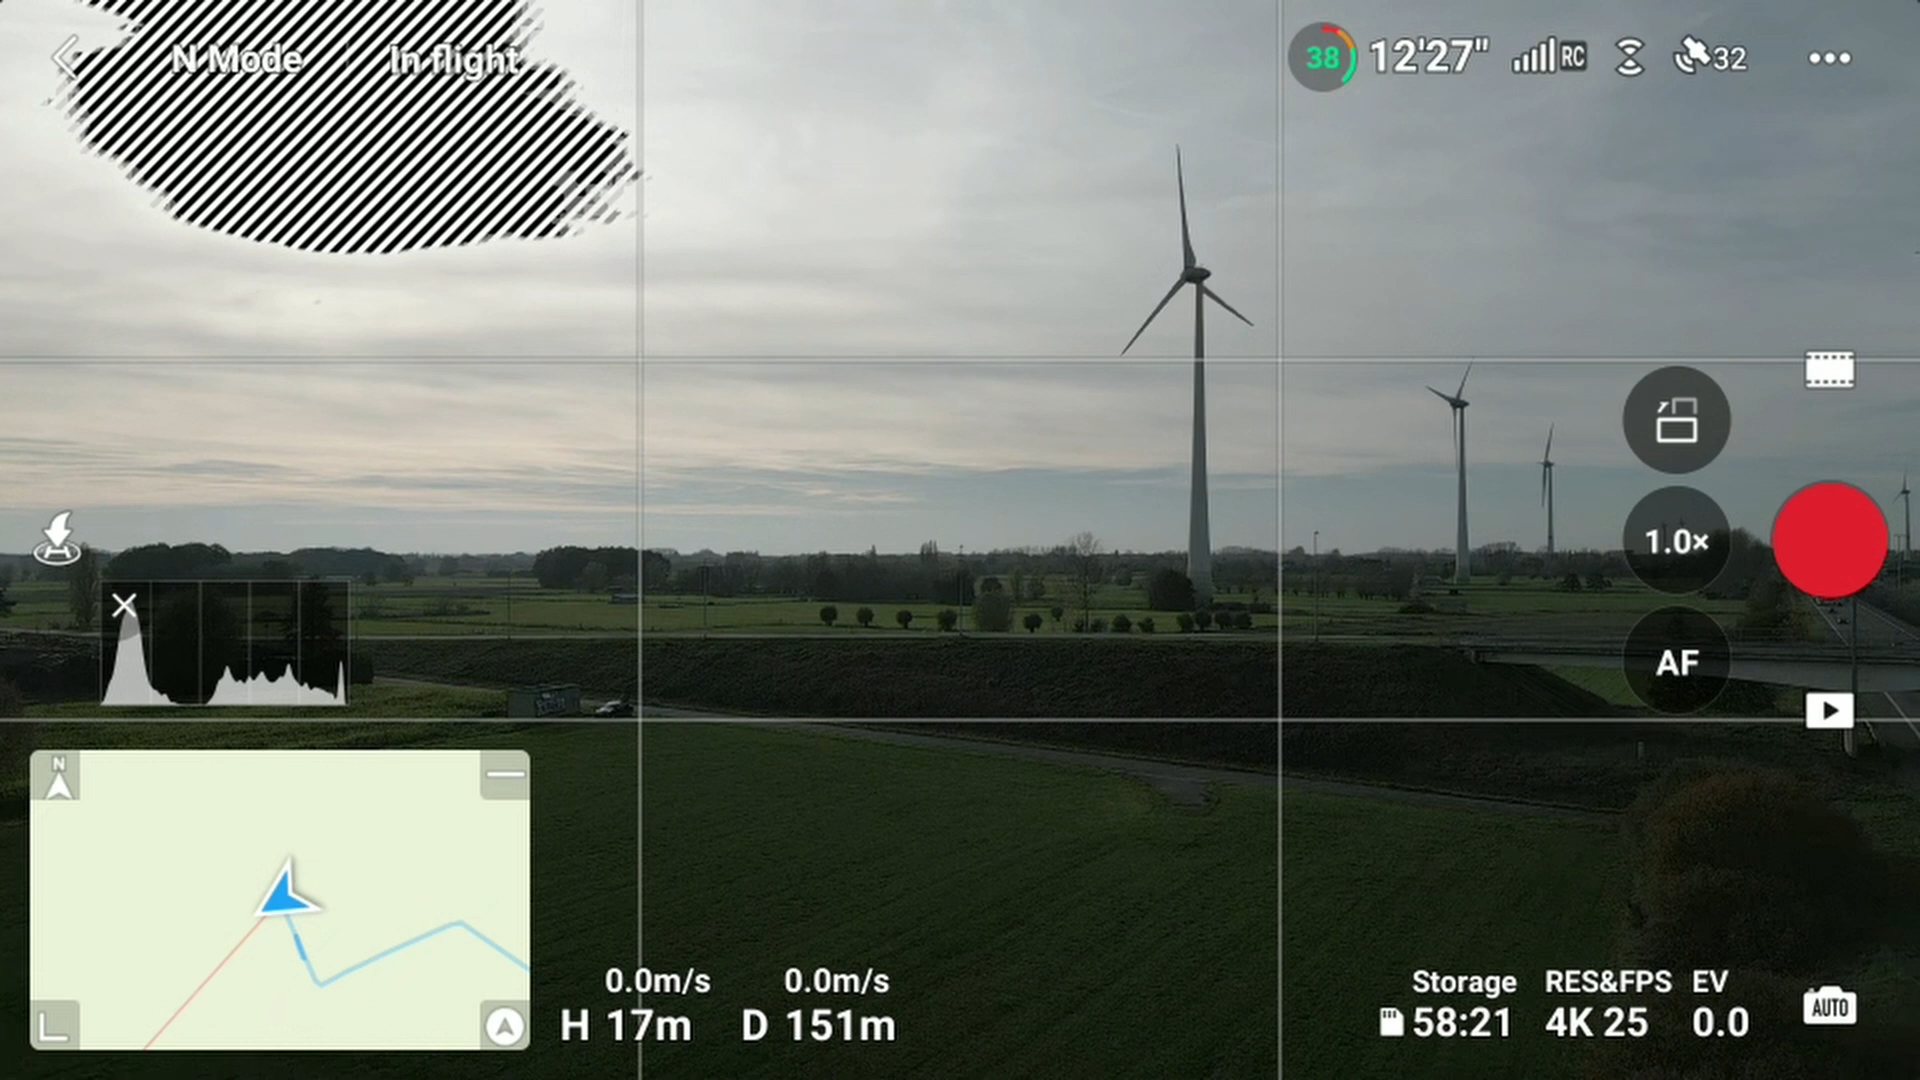 N Mode In flight
38 12'27" RC 32
1.0×
AF
N
0.0m/s 0.0m/s
H 17m D 151m
Storage RES&FPS EV
58:21 4K 25 0.0
AUTO